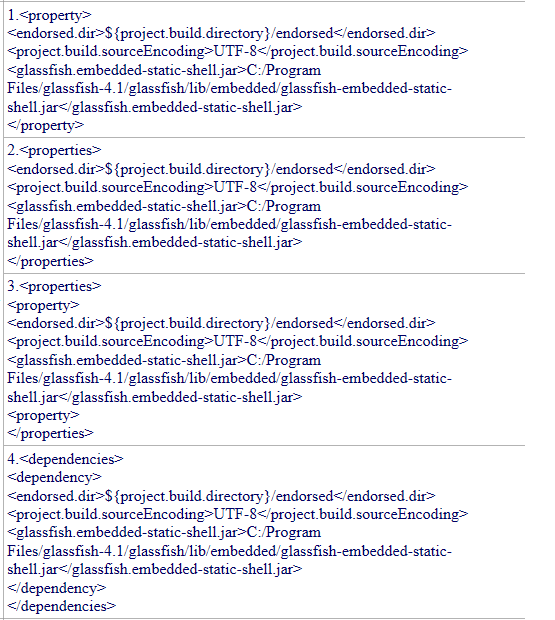 1.<property>
<endorsed.dir>${project.build.directory}/endorsed</endorsed.dir>
<project.build.sourceEncoding>UTF-8</project.build.sourceEncoding>
<glassfish.embedded-static-shell.jar>C:/Program
Files/glassfish-4.1/glassfish/lib/embedded/glassfish-embedded-static-
shell.jar</glassfish.embedded-static-shell.jar>
</property>
2.<properties>
<endorsed.dir>${project.build.directory}/endorsed</endorsed.dir>
<project.build.sourceEncoding>UTF-8</project.build.sourceEncoding>
<glassfish.embedded-static-shell.jar>C:/Program
Files/glassfish-4.1/glassfish/lib/embedded/glassfish-embedded-static-
shell.jar</glassfish.embedded-static-shell.jar>
</properties>
3.<properties>
<property>
<endorsed.dir>${project.build.directory}/endorsed</endorsed.dir>
<project.build.sourceEncoding>UTF-8</project.build.sourceEncoding>
<glassfish.embedded-static-shell.jar>C:/Program
Files/glassfish-4.1/glassfish/lib/embedded/glassfish-embedded-static-
shell.jar</glassfish.embedded-static-shell.jar>
<property>
</properties>
4.<dependencies>
<dependency>
<endorsed.dir>${project.build.directory}/endorsed</endorsed.dir>
<project.build.sourceEncoding>UTF-8</project.build.sourceEncoding>
<glassfish.embedded-static-shell.jar>C:/Program
Files/glassfish-4.1/glassfish/lib/embedded/glassfish-embedded-static-
shell.jar</glassfish.embedded-static-shell.jar>
</dependency>
</dependencies>